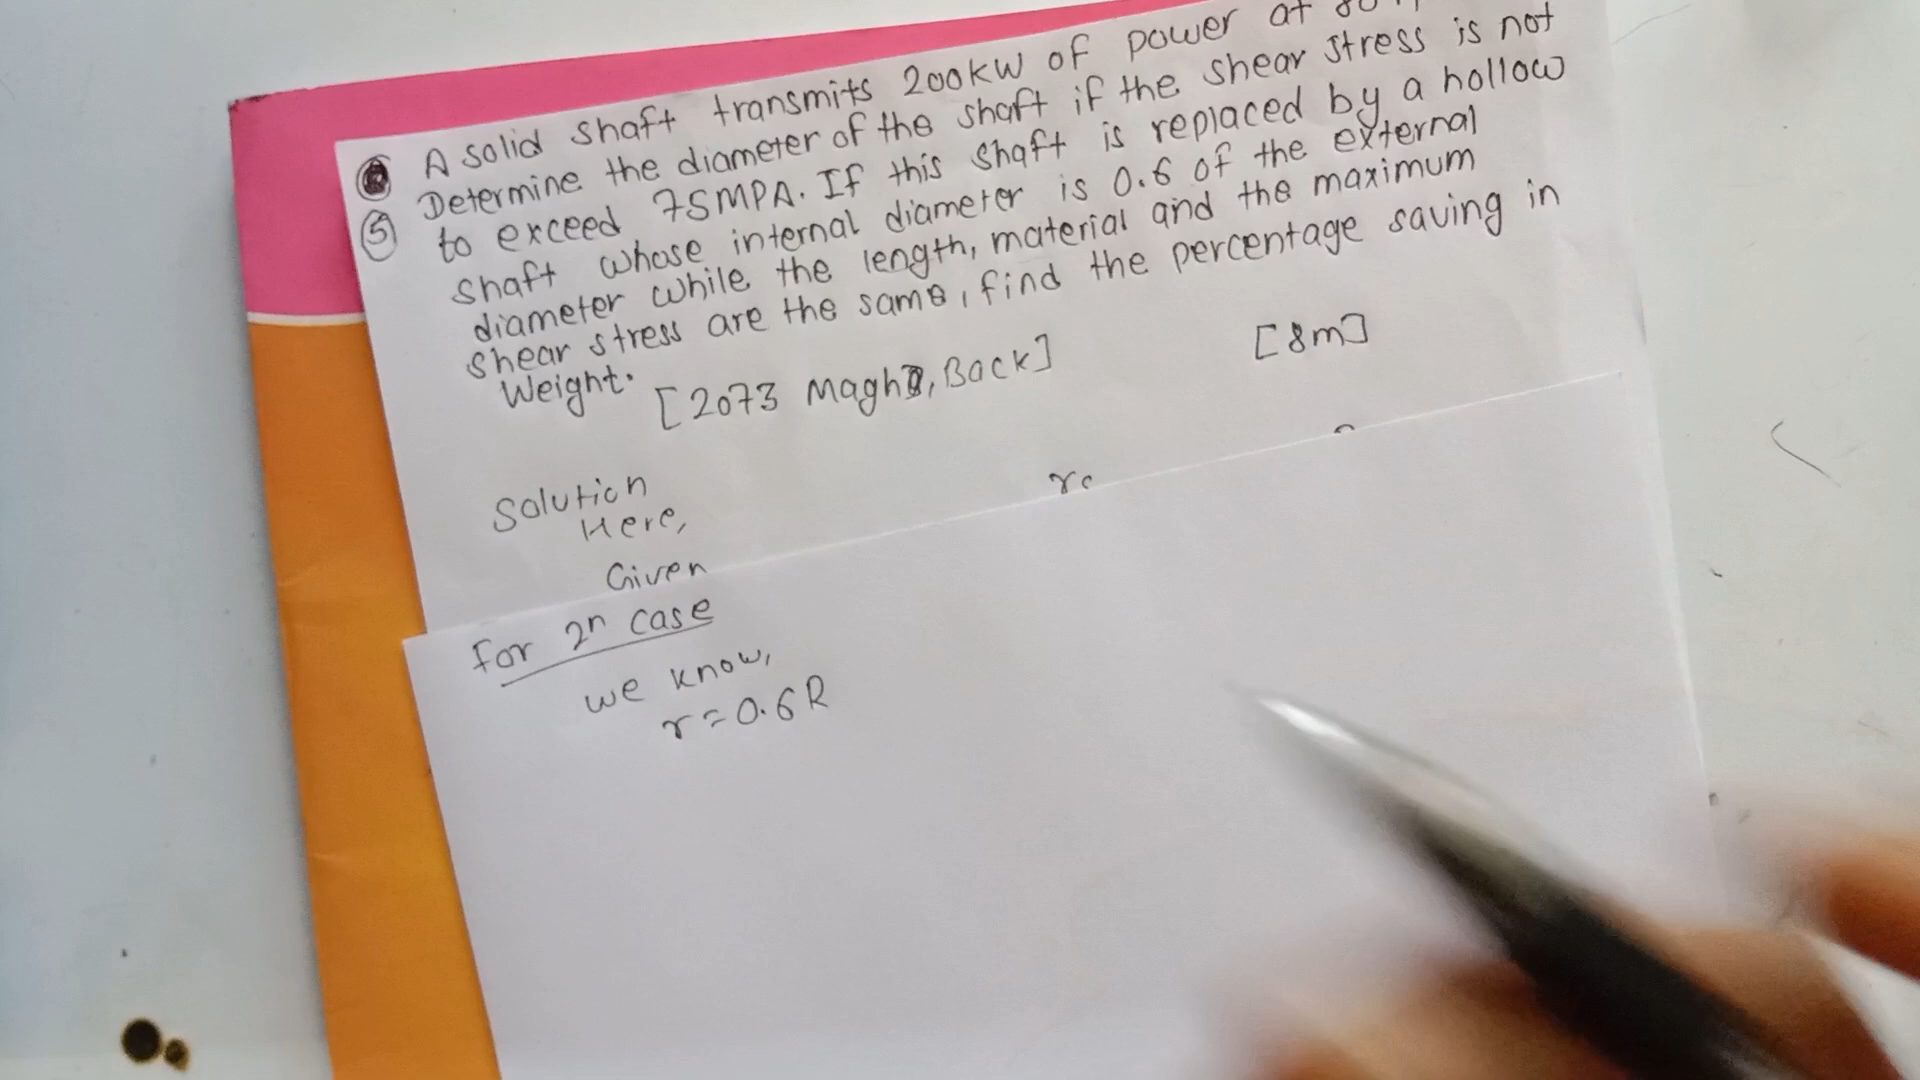 A solid shaft transmits 200kW of power at 80
Determine the diameter of the shaft if the shear stress is not
⑤ to exceed 75MPA. If this shaft is replaced by a hollow
shaft whose internal diameter is 0.6 of the external
diameter while the length, material and the maximum
shear stress are the same, find the percentage saving in
Weight.
[2073 Magh, Back] [8m]
Solution
Here,
Given
For 2n case
we know,
r=0.6R